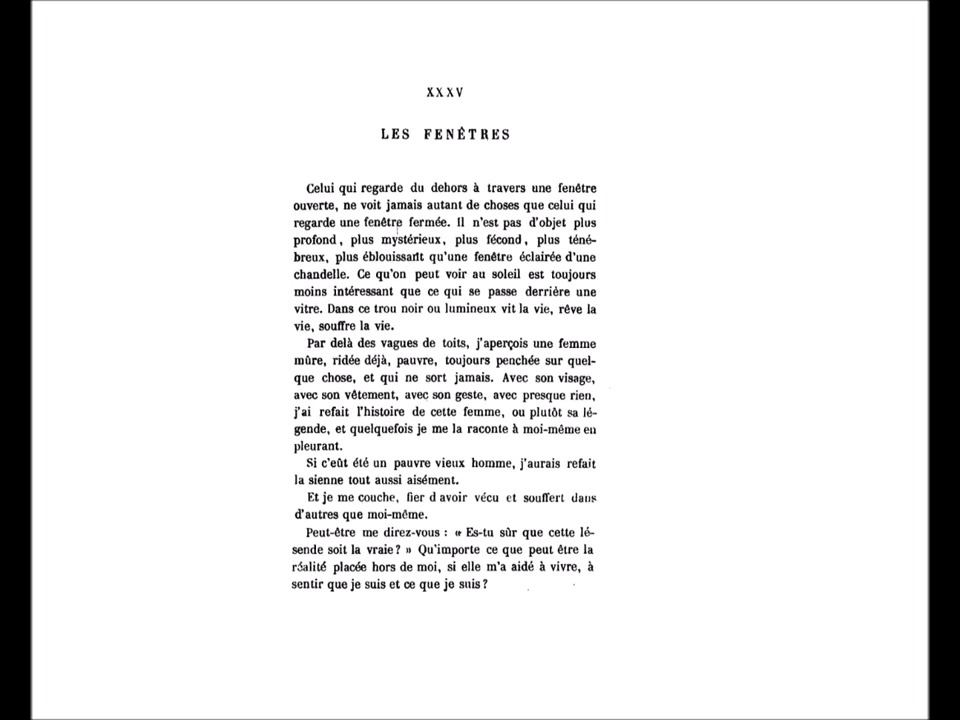 XXXV
LES FENÊTRES
Celui qui regarde du dehors à travers une fenêtre
ouverte, ne voit jamais autant de choses que celui qui
regarde une fenêtre fermée. Il n'est pas d'objet plus
profond, plus mystérieux, plus fécond, plus téné-
breux, plus éblouissant qu'une fenêtre éclairée d'une
chandelle. Ce qu'on peut voir au soleil est toujours
moins intéressant que ce qui se passe derrière une
vitre. Dans ce trou noir ou lumineux vit la vie, rêve la
vie, souffre la vie.
Par delà des vagues de toits, j'aperçois une femme
mûre, ridée déjà, pauvre, toujours penchée sur quel-
que chose, et qui ne sort jamais. Avec son visage,
avec son vêtement, avec son geste, avec presque rien,
j'ai refait l'histoire de cette femme, ou plutôt sa lé-
gende, et quelquefois je me la raconte à moi-même en
pleurant.
Si c'eût été un pauvre vieux homme, j'aurais refait
la sienne tout aussi aisément.
Et je me couche, fier d avoir vécu et souffert dans
d'autres que moi-même.
Peut-être me direz-vous : « Es-tu sûr que cette lé-
sende soit la vraie? » Qu'importe ce que peut être la
réalité placée hors de moi, si elle m'a aidé à vivre, à
sentir que je suis et ce que je suis?